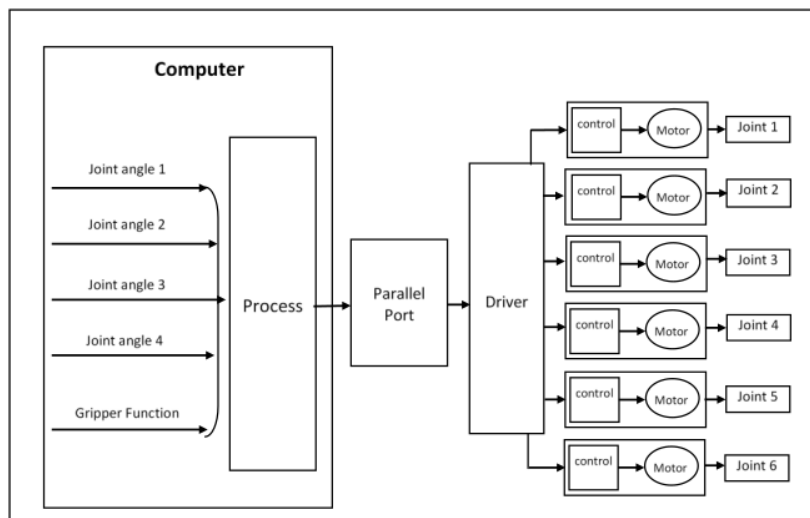 Computer
Joint angle 1
Joint angle 2
Joint angle 3
Joint angle 4
Gripper Function
Process
Parallel
Port
Driver
control
Motor
Joint 1
control
Motor
Joint 2
control
Motor
Joint 3
control
Motor
Joint 4
control
Motor
Joint 5
control
Motor
Joint 6